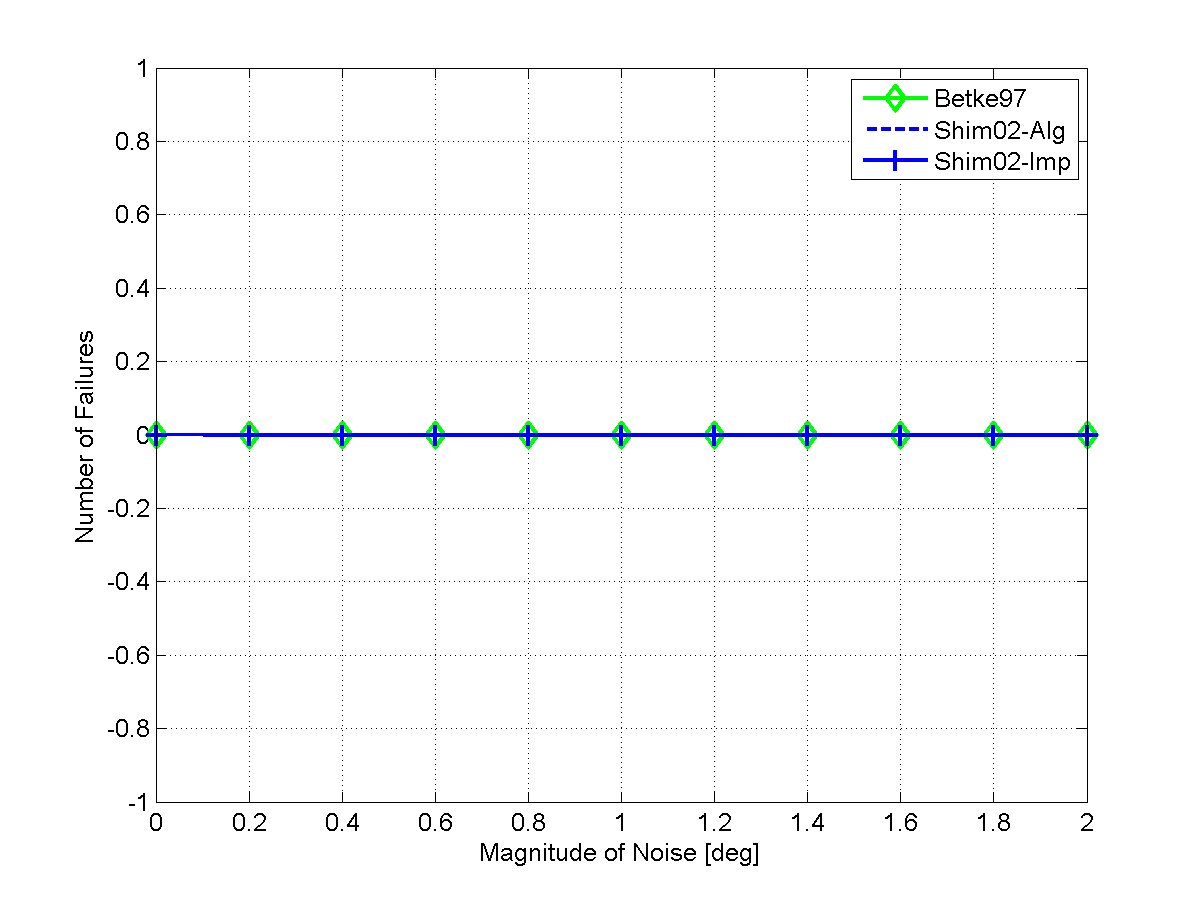 Betke97
Shim02-Alg
Shim02-Imp
1
0.8
0.6
0.4
0.2
0
-0.2
-0.4
-0.6
-0.8
-1
Number of Failures
0 0.2 0.4 0.6 0.8 1 1.2 1.4 1.6 1.8 2
Magnitude of Noise [deg]